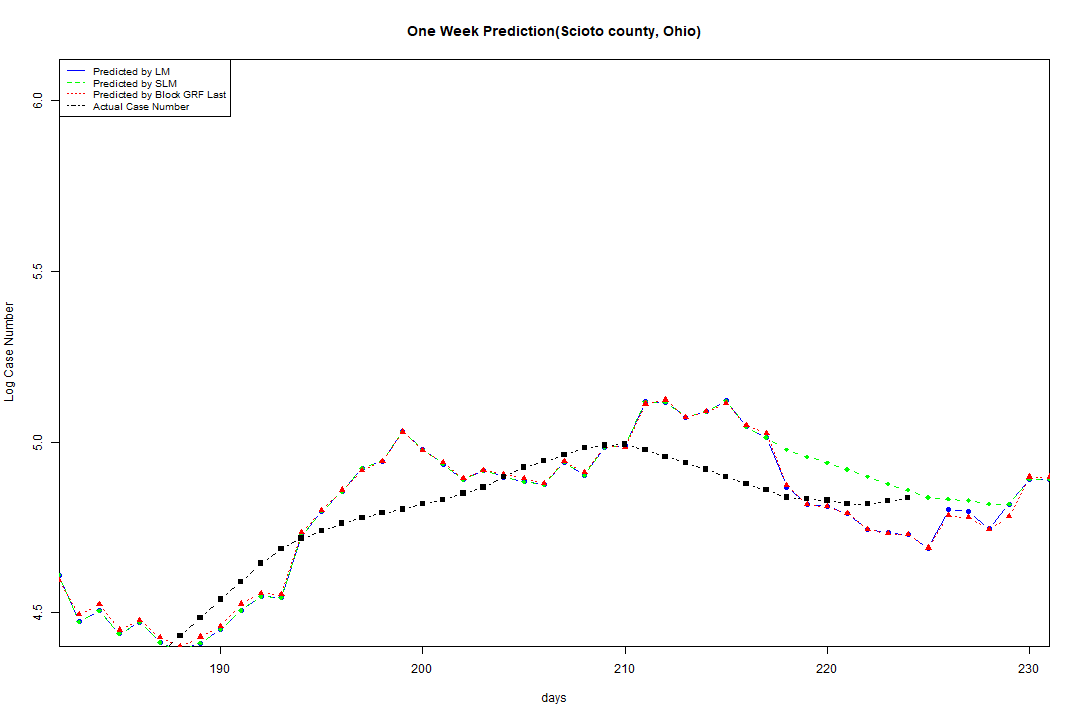 One Week Prediction(Scioto county, Ohio)
Predicted by LM
Predicted by SLM
Predicted by Block GRF Last
Actual Case Number
6.0
5.5
5.0
4.5
Log Case Number
190
200
210
220
230
days